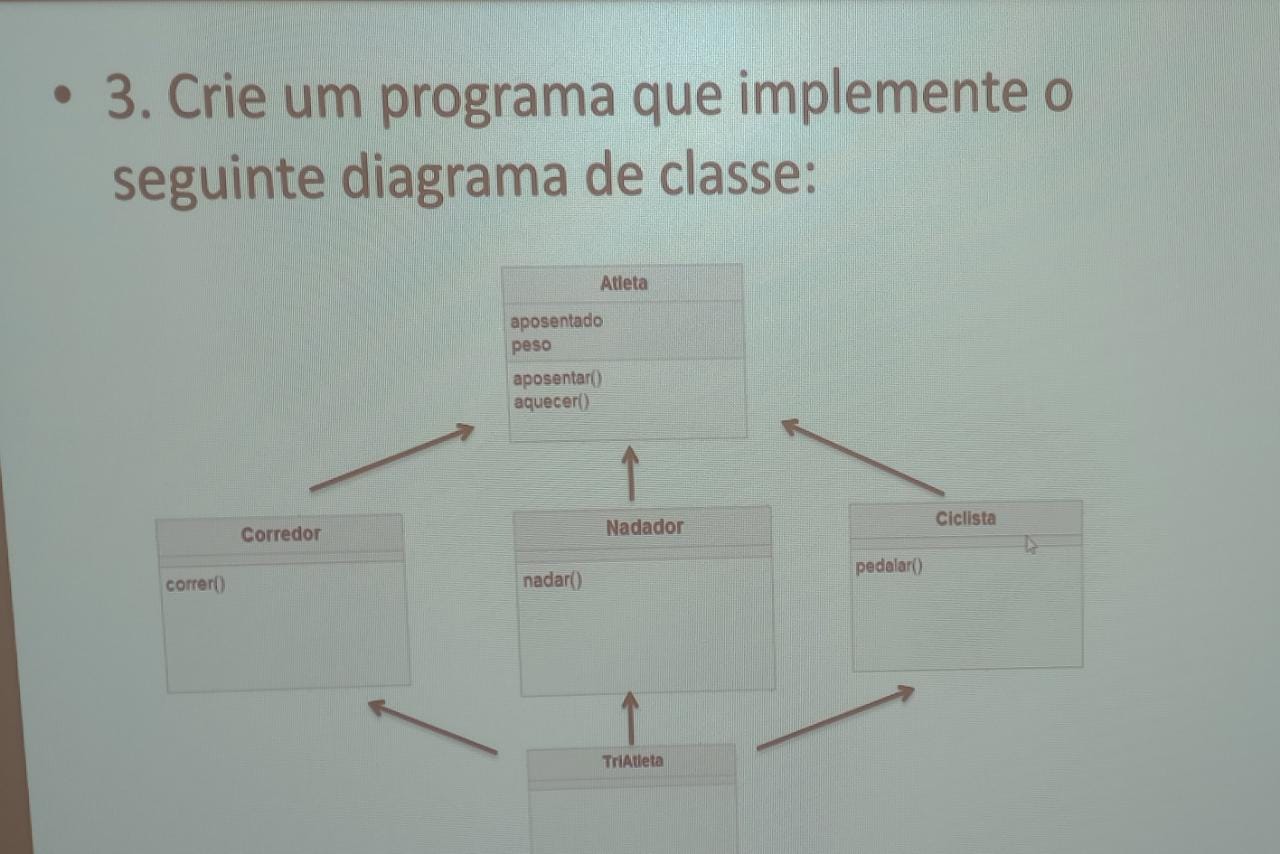 • 3. Crie um programa que implemente o
seguinte diagrama de classe:
Atleta
aposentado
peso
aposentar()
aquecer()
Corredor
correr()
Nadador
nadar()
Ciclista
pedalar()
TriAtleta